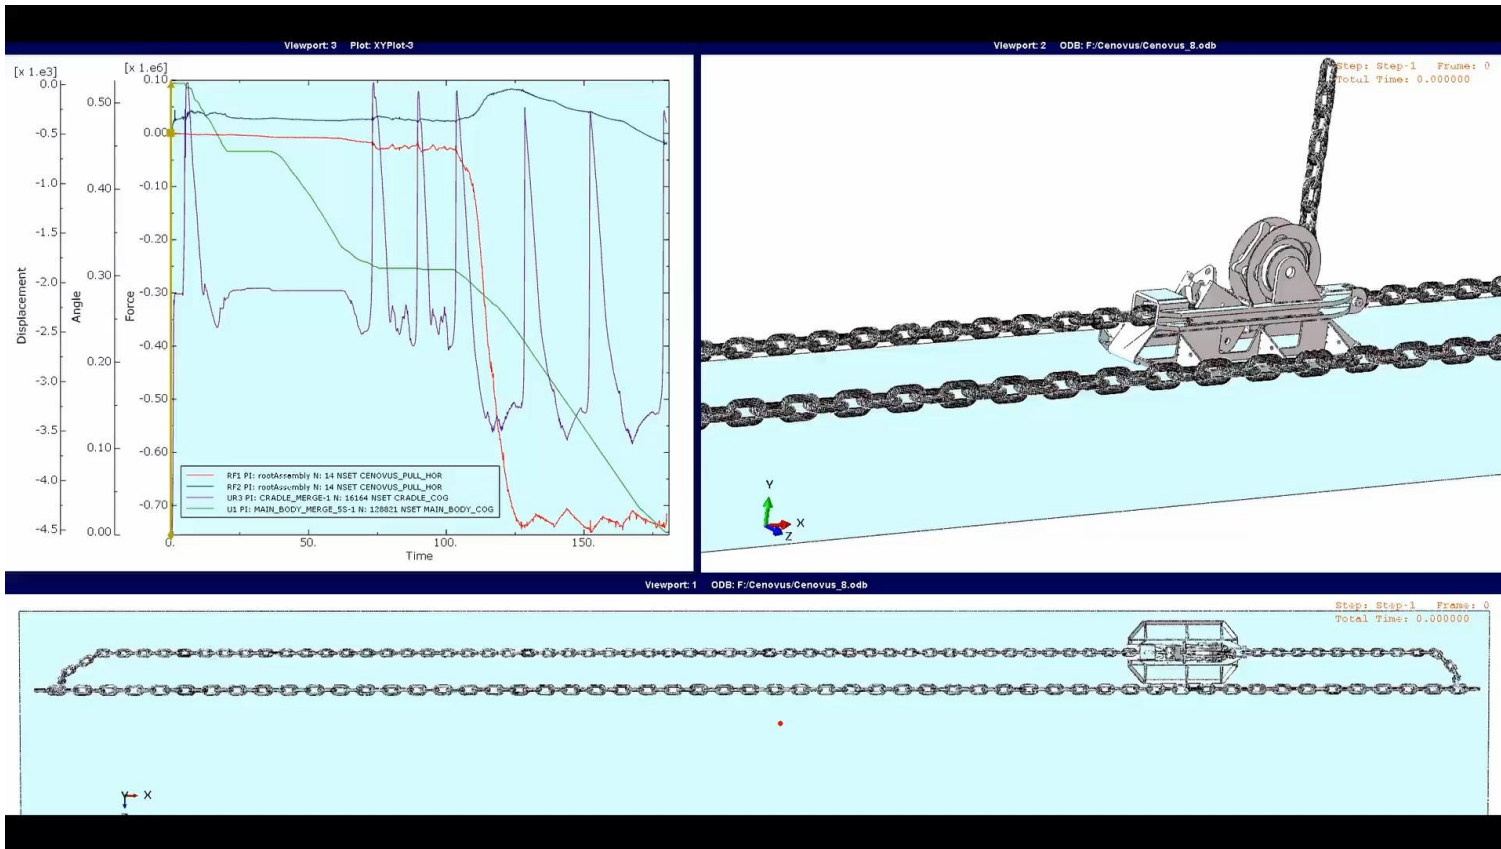 Viewport: 3 Plot: XYPlot-3
[x 1.e3]
[x 1.e6]
0.0
-0.5
-1.0
-1.5
-2.0
-2.5
-3.0
-3.5
-4.0
-4.5
Displacement
0.50
0.40
0.30
0.20
0.10
0.00
Angle
0.10
0.00
-0.10
-0.20
-0.30
-0.40
-0.50
-0.60
-0.70
Force
RF1 PI: rootAssembly N: 14 NSET CENOVUS_PULL_HOR
RF2 PI: rootAssembly N: 14 NSET CENOVUS_PULL_HOR
UR3 PI: CRADLE_MERGE-1 N: 16164 NSET CRADLE_COG
U1 PI: MAIN_BODY_MERGE_SS-1 N: 128821 NSET MAIN_BODY_COG
0. 50. 100. 150.
Time
Viewport: 2 ODB: F:/Cenovus/Cenovus_8.odb
Step: Step-1 Frame: 0
Total Time: 0.000000
Y
X
Z
Viewport: 1 ODB: F:/Cenovus/Cenovus_8.odb
Step: Step-1 Frame: 0
Total Time: 0.000000
Y X